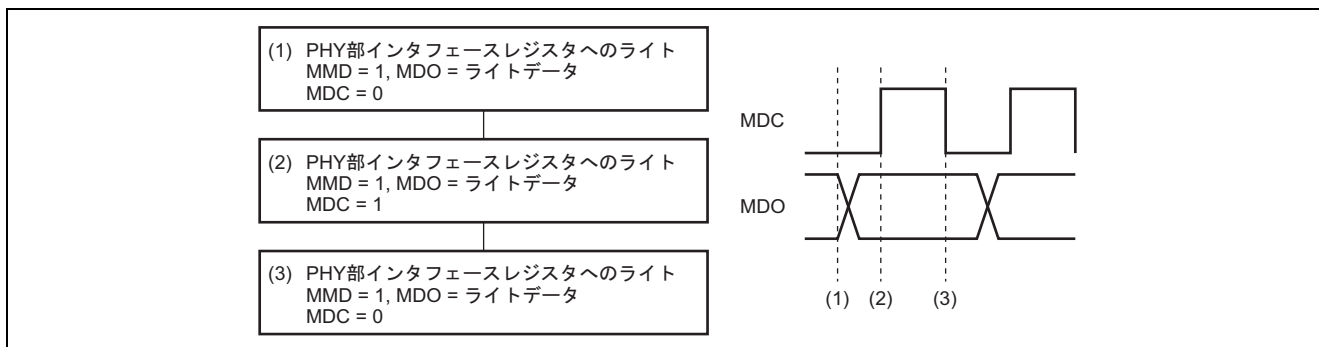 (1) PHY部インタフェースレジスタへのライト
MMD = 1, MDO = ライトデータ
MDC = 0
(2) PHY部インタフェースレジスタへのライト
MMD = 1, MDO = ライトデータ
MDC = 1
(3) PHY部インタフェースレジスタへのライト
MMD = 1, MDO = ライトデータ
MDC = 0
MDC
MDO
(1) (2) (3)